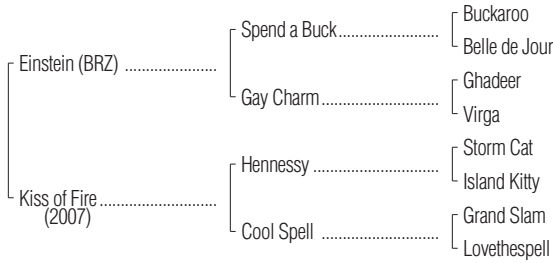 Buckaroo
Spend a Buck
Belle de Jour
Einstein (BRZ)
Ghadeer
Gay Charm
Virga
Storm Cat
Hennessy
Island Kitty
Kiss of Fire
(2007)
Grand Slam
Cool Spell
Lovethespell